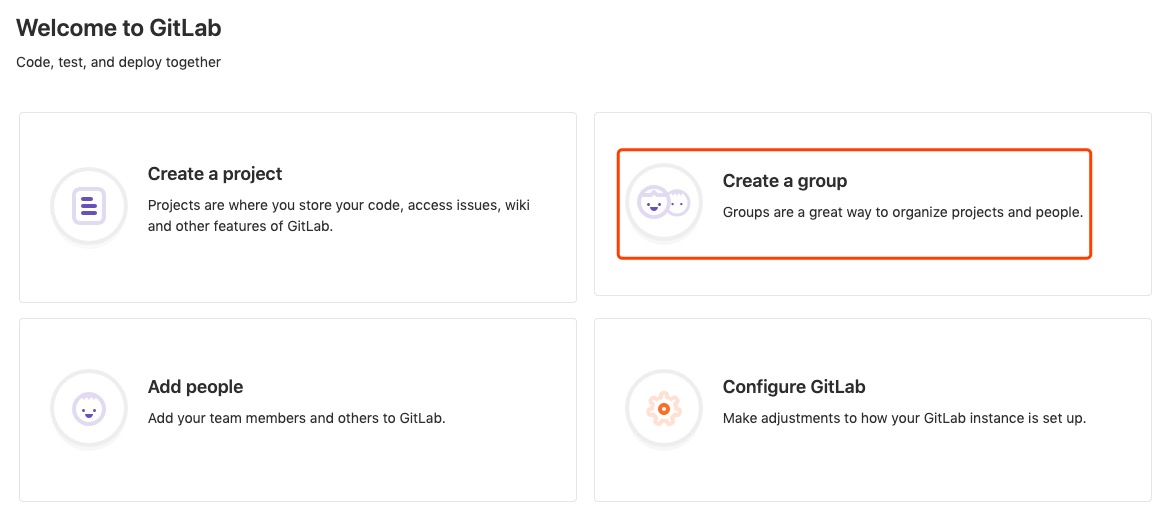 Welcome to GitLab
Code, test, and deploy together
Create a project
Projects are where you store your code, access issues, wiki
and other features of GitLab.
Create a group
Groups are a great way to organize projects and people.
Add people
Add your team members and others to GitLab.
Configure GitLab
Make adjustments to how your GitLab instance is set up.